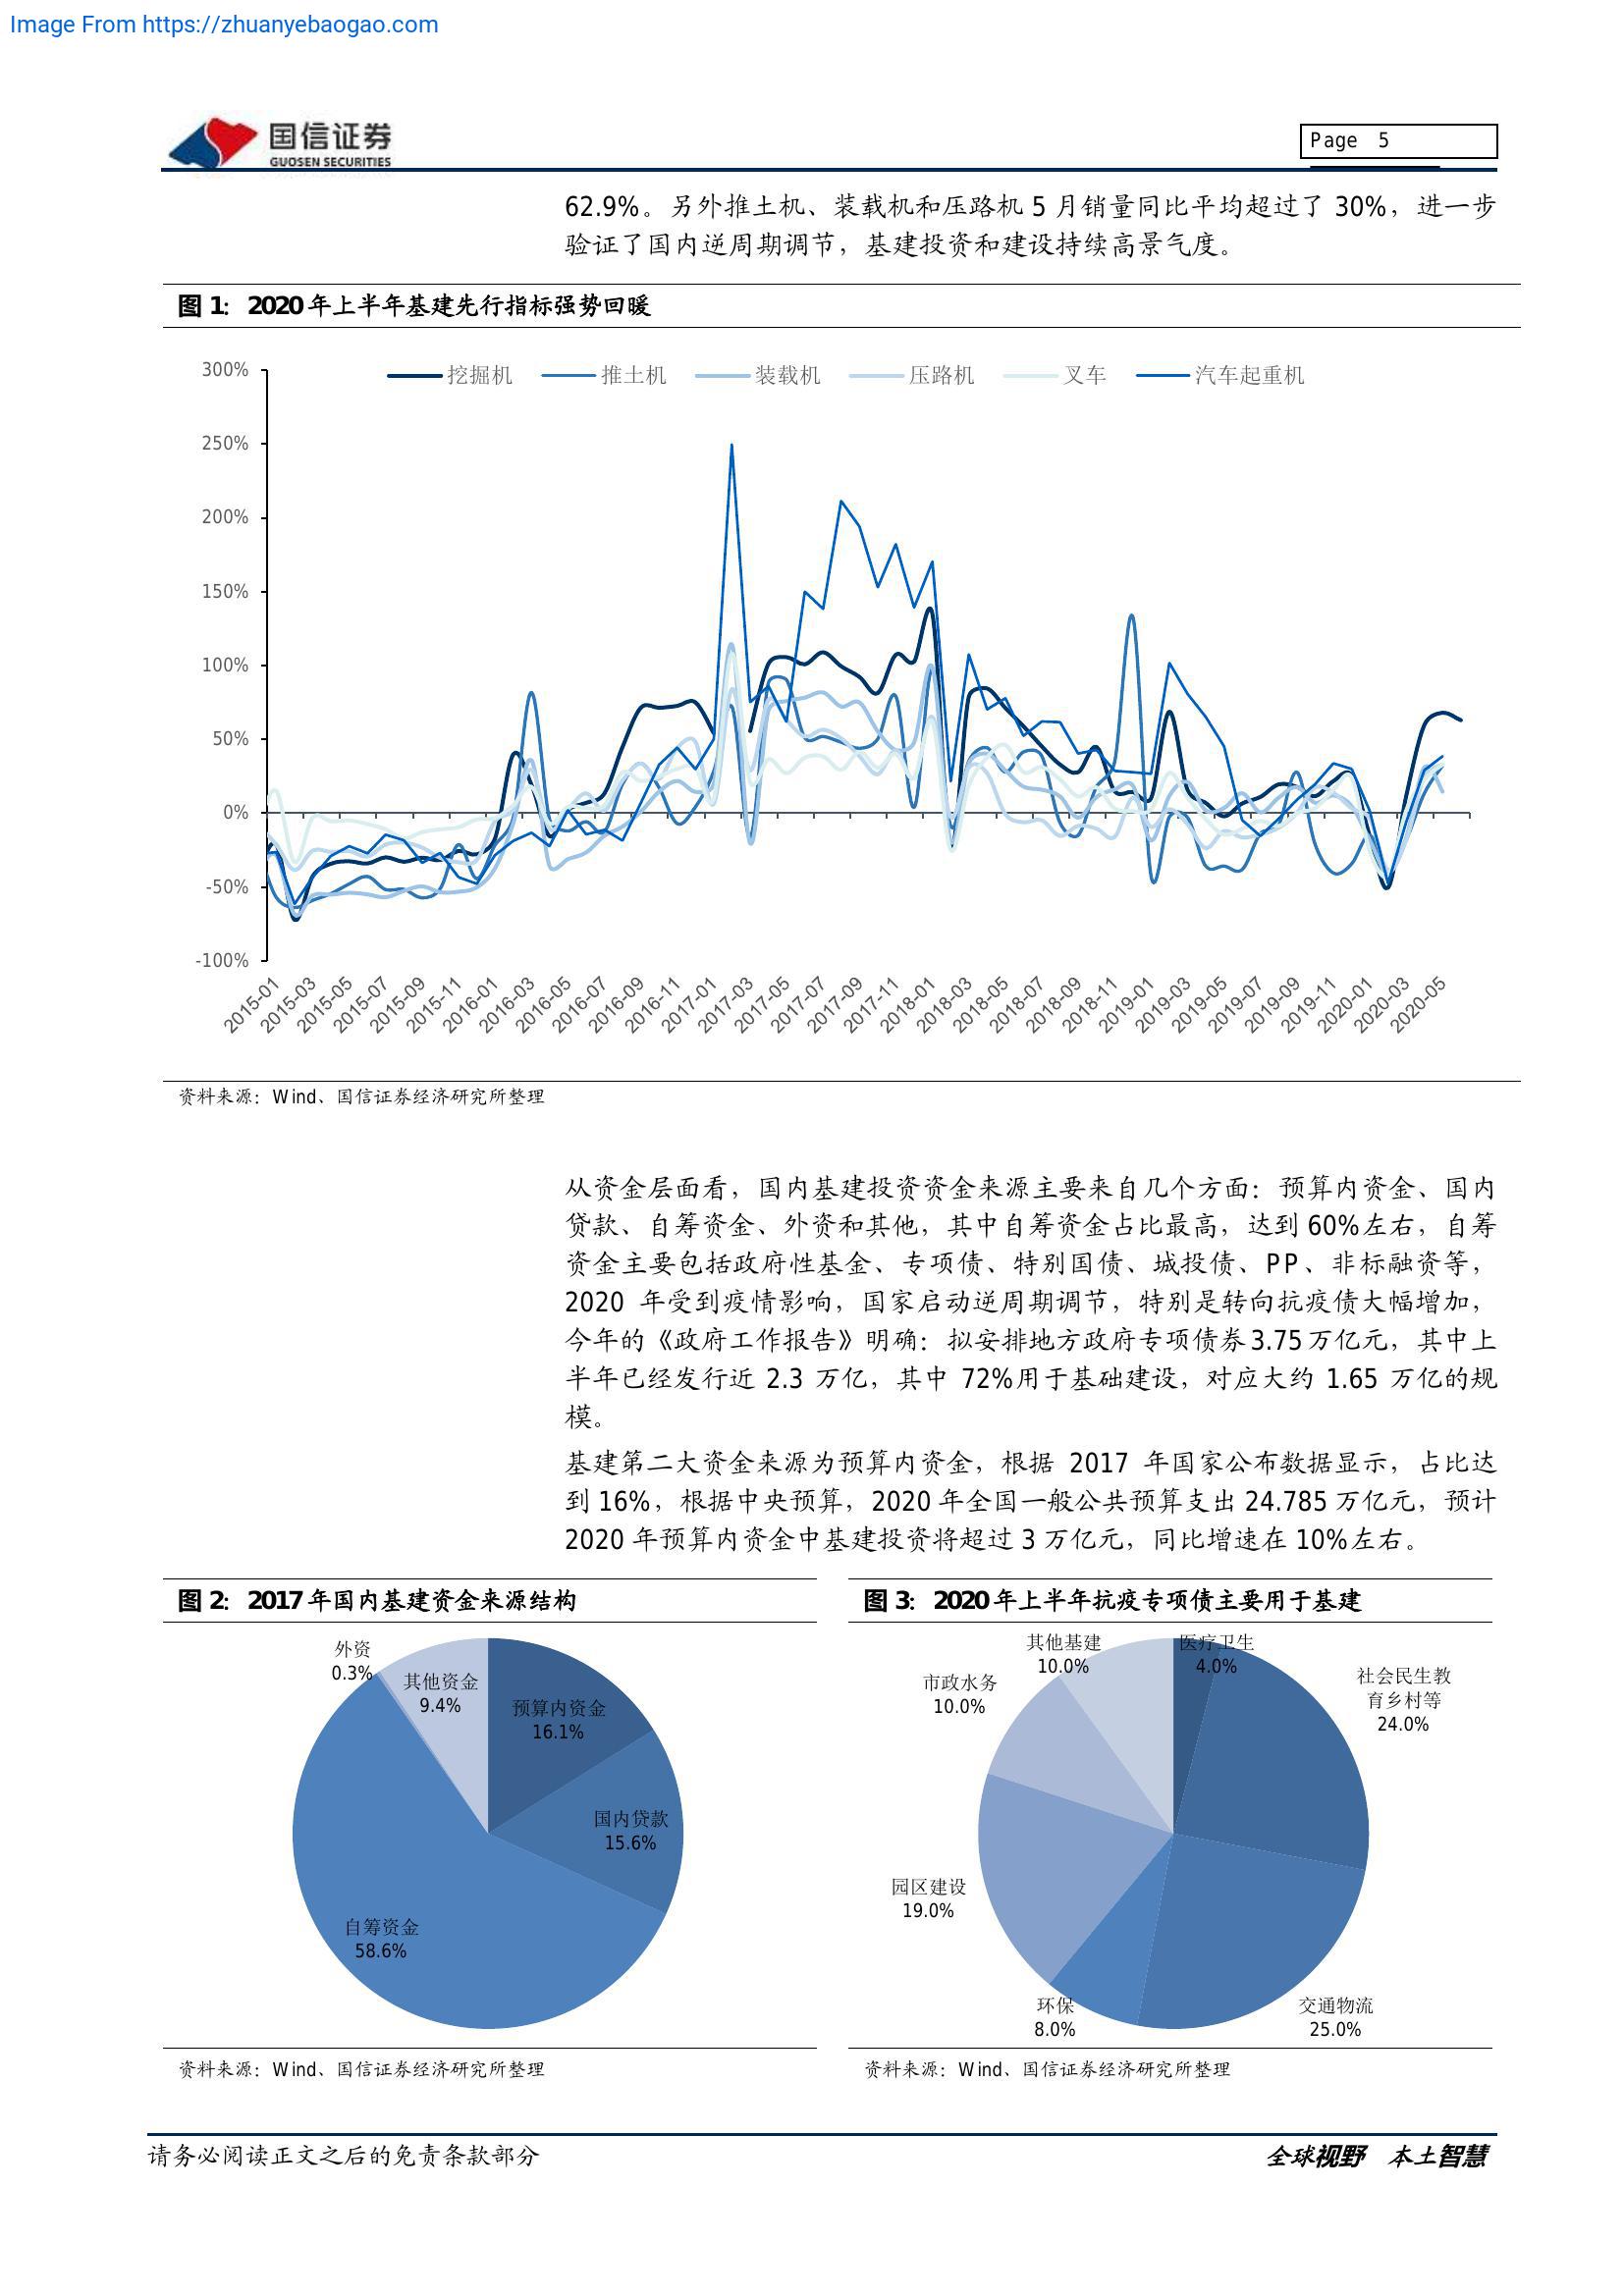 Image From https://zhuanyebaogao.com
国信证券
GUOSEN SECURITIES
Page 5
62.9%。另外推土机、装载机和压路机 5 月销量同比平均超过了 30%，进一步
验证了国内逆周期调节，基建投资和建设持续高景气度。
图 1： 2020 年上半年基建先行指标强势回暖
挖掘机 推土机 装载机 压路机 叉车 汽车起重机
300%
250%
200%
150%
100%
50%
0%
-50%
-100%
2015-01 2015-03 2015-05 2015-07 2015-09 2015-11 2016-01 2016-03 2016-05 2016-07 2016-09 2016-11 2017-01 2017-03 2017-05 2017-07 2017-09 2017-11 2018-01 2018-03 2018-05 2018-07 2018-09 2018-11 2019-01 2019-03 2019-05 2019-07 2019-09 2019-11 2020-01 2020-03 2020-05
资料来源：Wind、国信证券经济研究所整理
从资金层面看，国内基建投资资金来源主要来自几个方面：预算内资金、国内
贷款、自筹资金、外资和其他，其中自筹资金占比最高，达到 60%左右，自筹
资金主要包括政府性基金、专项债、特别国债、城投债、PP、非标融资等，
2020 年受到疫情影响，国家启动逆周期调节，特别是转向抗疫债大幅增加，
今年的《政府工作报告》明确：拟安排地方政府专项债券 3.75 万亿元，其中上
半年已经发行近 2.3 万亿，其中 72%用于基础建设，对应大约 1.65 万亿的规
模。
基建第二大资金来源为预算内资金，根据 2017 年国家公布数据显示，占比达
到 16%，根据中央预算，2020 年全国一般公共预算支出 24.785 万亿元，预计
2020 年预算内资金中基建投资将超过 3 万亿元，同比增速在 10%左右。
图 2： 2017 年国内基建资金来源结构
外资
0.3%
其他资金
9.4%
预算内资金
16.1%
国内贷款
15.6%
自筹资金
58.6%
资料来源：Wind、国信证券经济研究所整理
图 3： 2020 年上半年抗疫专项债主要用于基建
其他基建
10.0%
医疗卫生
4.0%
市政水务
10.0%
社会民生教
育乡村等
24.0%
园区建设
19.0%
环保
8.0%
交通物流
25.0%
资料来源：Wind、国信证券经济研究所整理
请务必阅读正文之后的免责条款部分
全球视野 本土智慧